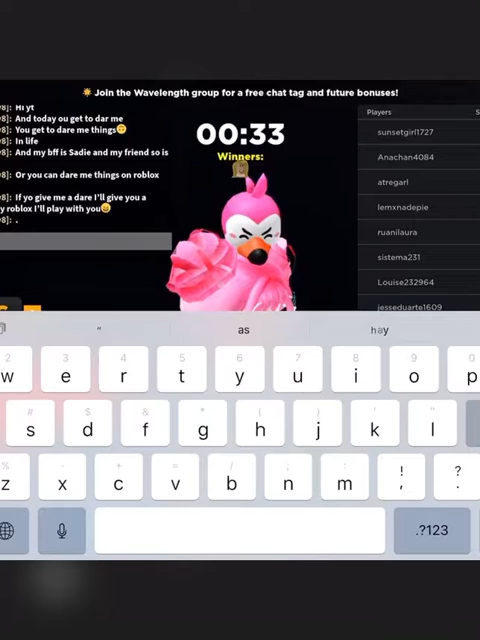 ☀ Join the Wavelength group for a free chat tag and future bonuses!
8]: Hi yt
8]: And today ou get to dar me
8]: You get to dare me things🙃
8]: In life
8]: And my bff is Sadie and my friend so is
8]: Or you can dare me things on roblox
8]: If yo give me a dare I'll give you a
y roblox I'll play with you😄
8]: .
00:33
Winners:
Players
S
sunsetgirl1727
Anachan4084
atregarl
lemxnadepie
ruanilaura
sistema231
Louise232964
jesseduarte1609
" as hay
2 3 4 5 6 7 8 9 0
w e r t y u i o p
# $ & * ( ) ' "
s d f g h j k l
% - + = / ; : ! ?
z x c v b n m , .
.?123